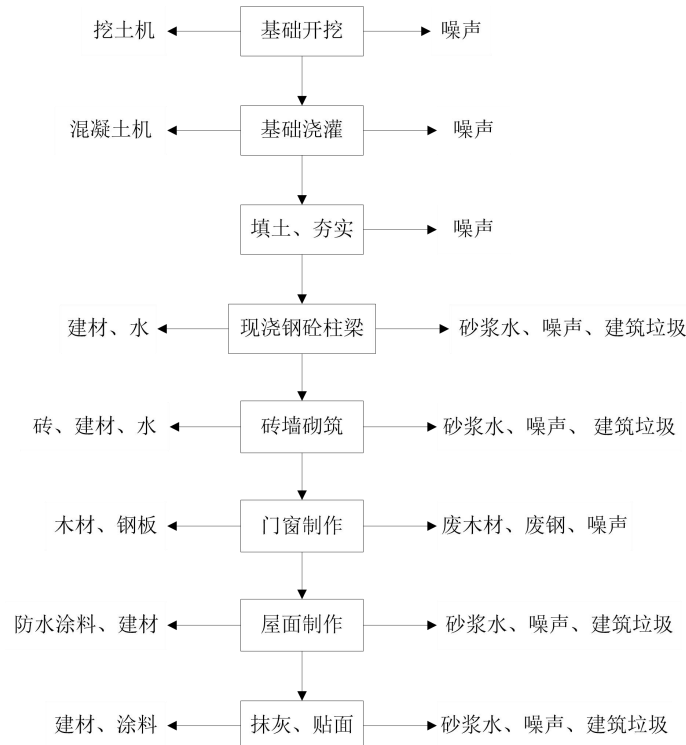 挖土机 基础开挖 噪声
混凝土机 基础浇灌 噪声
填土、夯实 噪声
建材、水 现浇钢砼柱梁 砂浆水、噪声、建筑垃圾
砖、建材、水 砖墙砌筑 砂浆水、噪声、 建筑垃圾
木材、钢板 门窗制作 废木材、废钢、噪声
防水涂料、建材 屋面制作 砂浆水、噪声、建筑垃圾
建材、涂料 抹灰、贴面 砂浆水、噪声、建筑垃圾